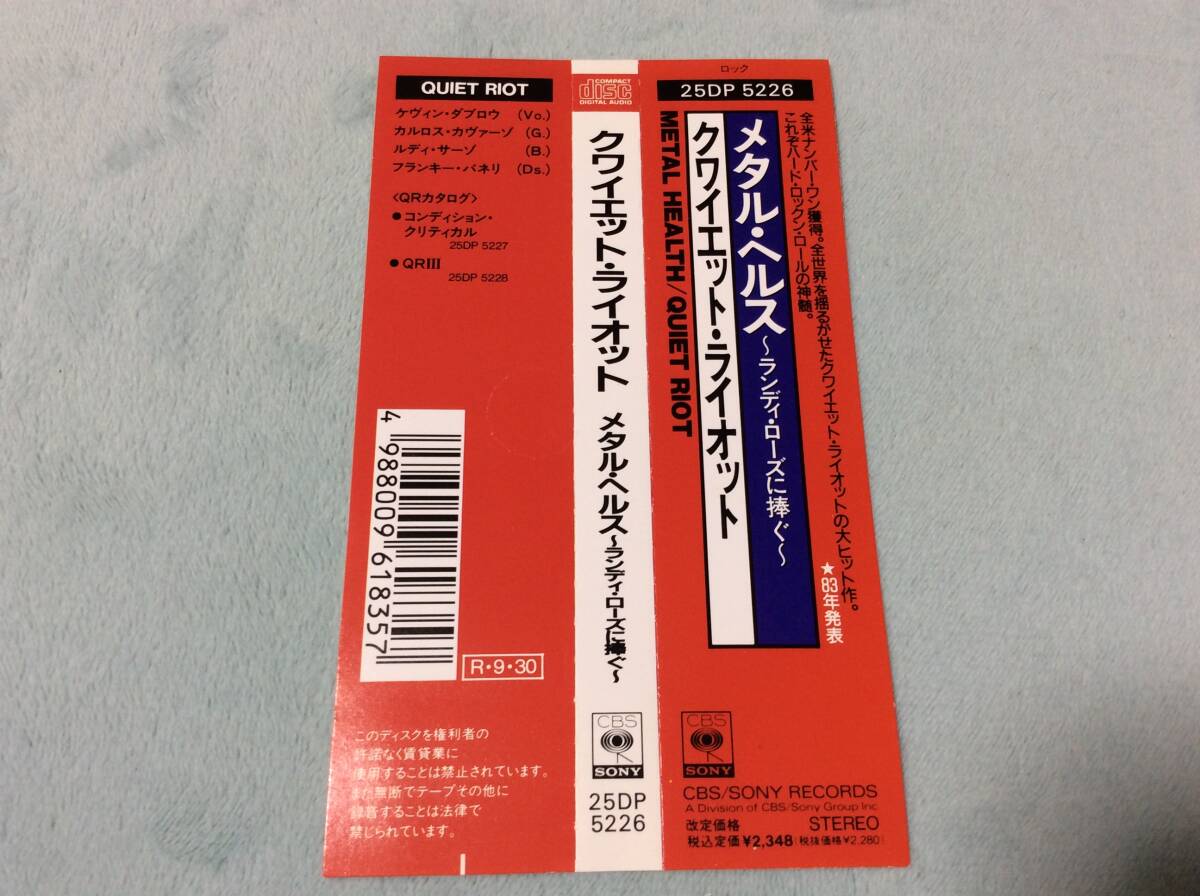 QUIET RIOT
ケヴィン・ダブロウ (Vo.)
カルロス・カヴァーゾ (G.)
ルディ・サーゾ (B.)
フランキー・バネリ (Ds.)
〈QRカタログ〉
●コンディション・
クリティカル
25DP 5227
●QRIII
25DP 5228
4 988009 618357
R・9・30
このディスクを権利者の
許諾なく賃貸業に
使用することは禁止されています。
また無断でテープその他に
録音することは法律で
禁じられています。
COMPACT
disc
DIGITAL AUDIO
クワイエット・ライオット メタル・ヘルス〜ランディ・ローズに捧ぐ〜
CBS
SONY
25DP
5226
ロック
25DP 5226
全米ナンバー・ワン獲得。全世界を揺るがせたクワイエット・ライオットの大ヒット作。
これぞハード・ロックン・ロールの神髄。
★83年発表
メタル・ヘルス〜ランディ・ローズに捧ぐ〜
クワイエット・ライオット
METAL HEALTH/QUIET RIOT
CBS
SONY
CBS/SONY RECORDS
A Division of CBS/Sony Group Inc.
改定価格 STEREO
税込定価¥2,348(税抜価格¥2,280)